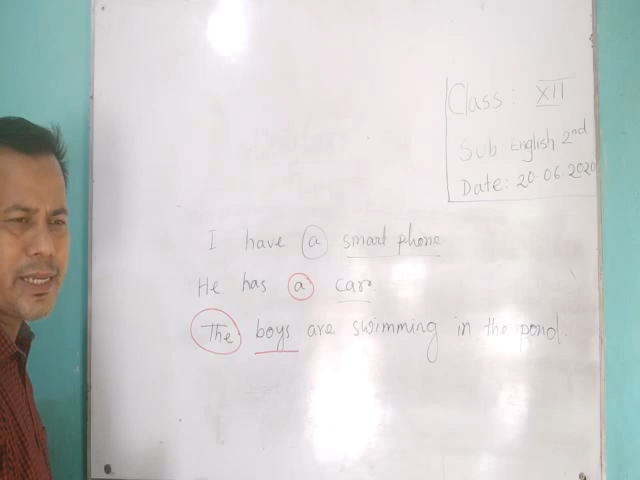 Class: XII
Sub: English 2nd
Date: 20.06.2020
I have a smart phone
He has a car.
The boys are swimming in the pond.